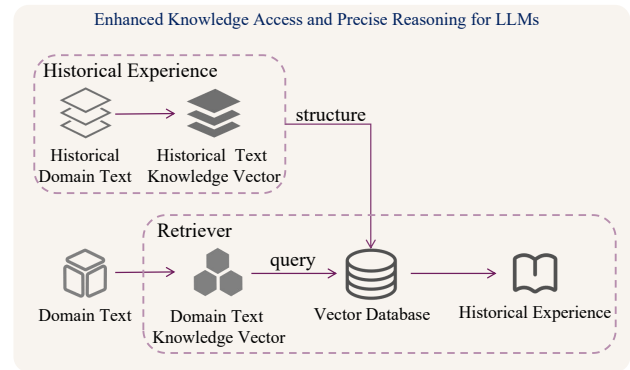 Enhanced Knowledge Access and Precise Reasoning for LLMs
Historical Experience
structure
Historical
Domain Text
Historical Text
Knowledge Vector
Retriever
query
Domain Text
Domain Text
Knowledge Vector
Vector Database
Historical Experience